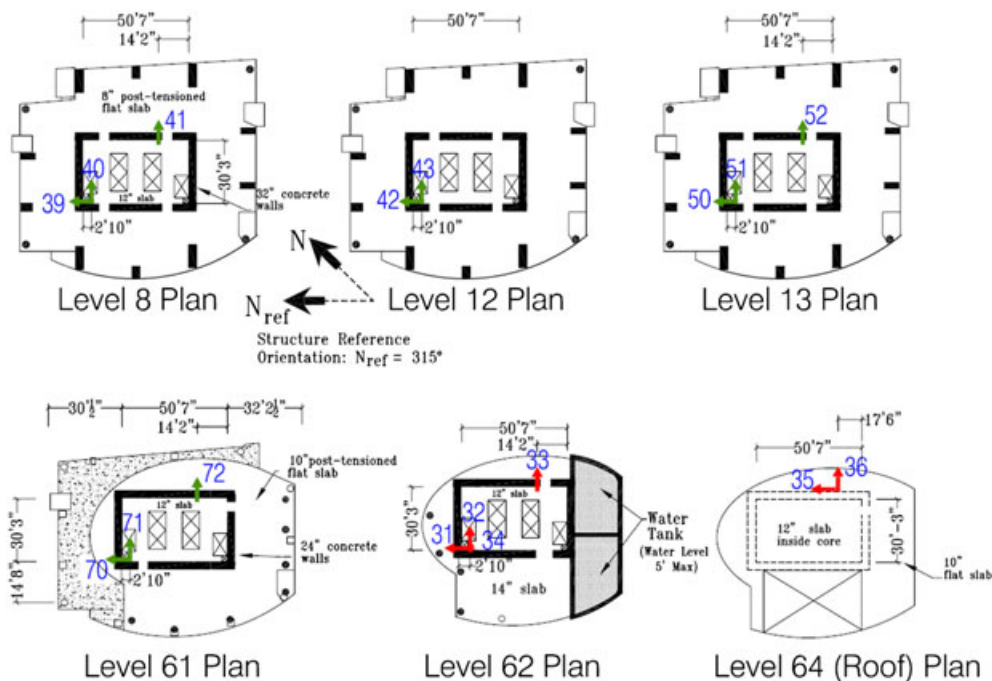 50'7"
14'2"
8" post-tensioned
flat slab
41
40
39
12" slab
30'3"
32" concrete
walls
2'10"
Level 8 Plan
50'7"
43
42
2'10"
Level 12 Plan
50'7"
14'2"
52
51
50
2'10"
Level 13 Plan
N
Nref
Structure Reference
Orientation: Nref = 315°
30'½"
50'7"
32'2½"
14'2"
10" post-tensioned
flat slab
72
12" slab
71
70
30'3"
14'8"
2'10"
24" concrete
walls
Level 61 Plan
50'7"
14'2"
33
12" slab
32
31
34
30'3"
2'10"
14" slab
Water
Tank
(Water Level
5' Max)
Level 62 Plan
17'6"
50'7"
36
35
12" slab
inside core
30'-3"
10"
flat slab
Level 64 (Roof) Plan